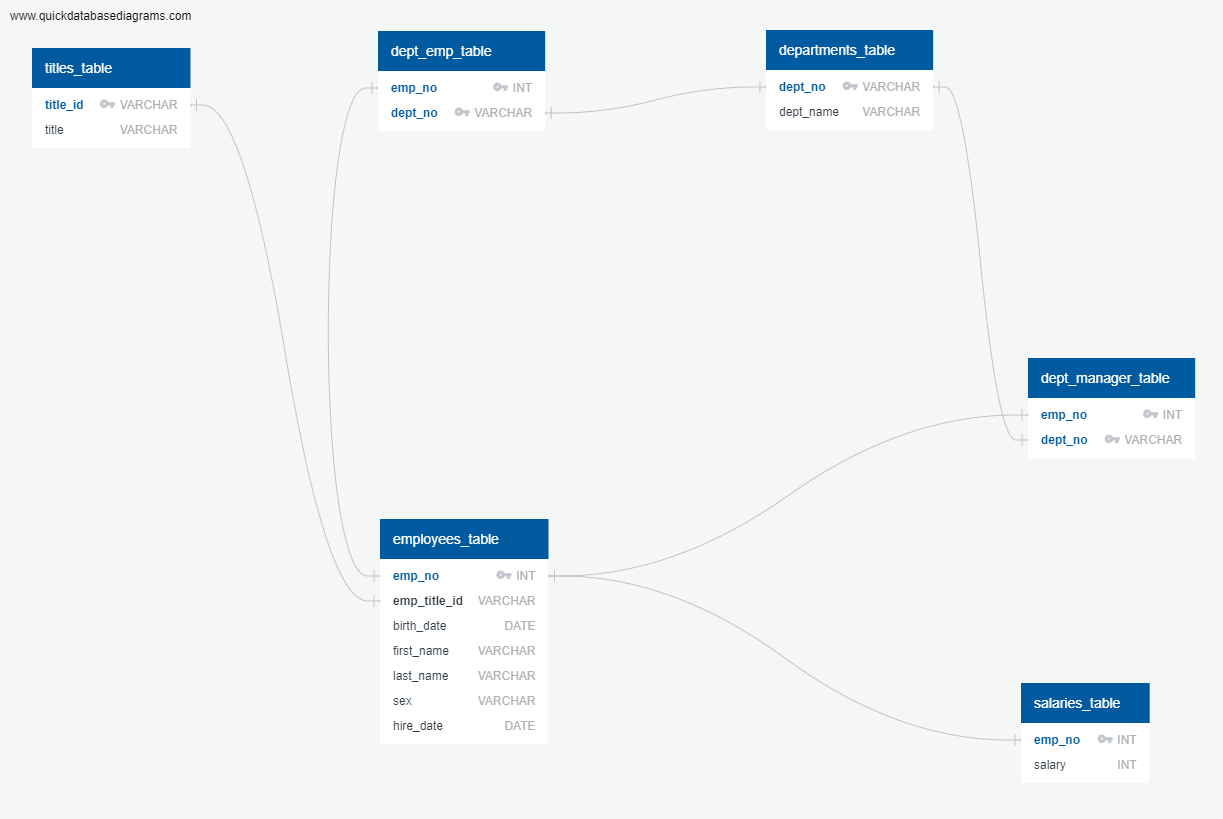 www.quickdatabasediagrams.com
titles_table
title_id VARCHAR
title VARCHAR
dept_emp_table
emp_no INT
dept_no VARCHAR
departments_table
dept_no VARCHAR
dept_name VARCHAR
dept_manager_table
emp_no INT
dept_no VARCHAR
employees_table
emp_no INT
emp_title_id VARCHAR
birth_date DATE
first_name VARCHAR
last_name VARCHAR
sex VARCHAR
hire_date DATE
salaries_table
emp_no INT
salary INT